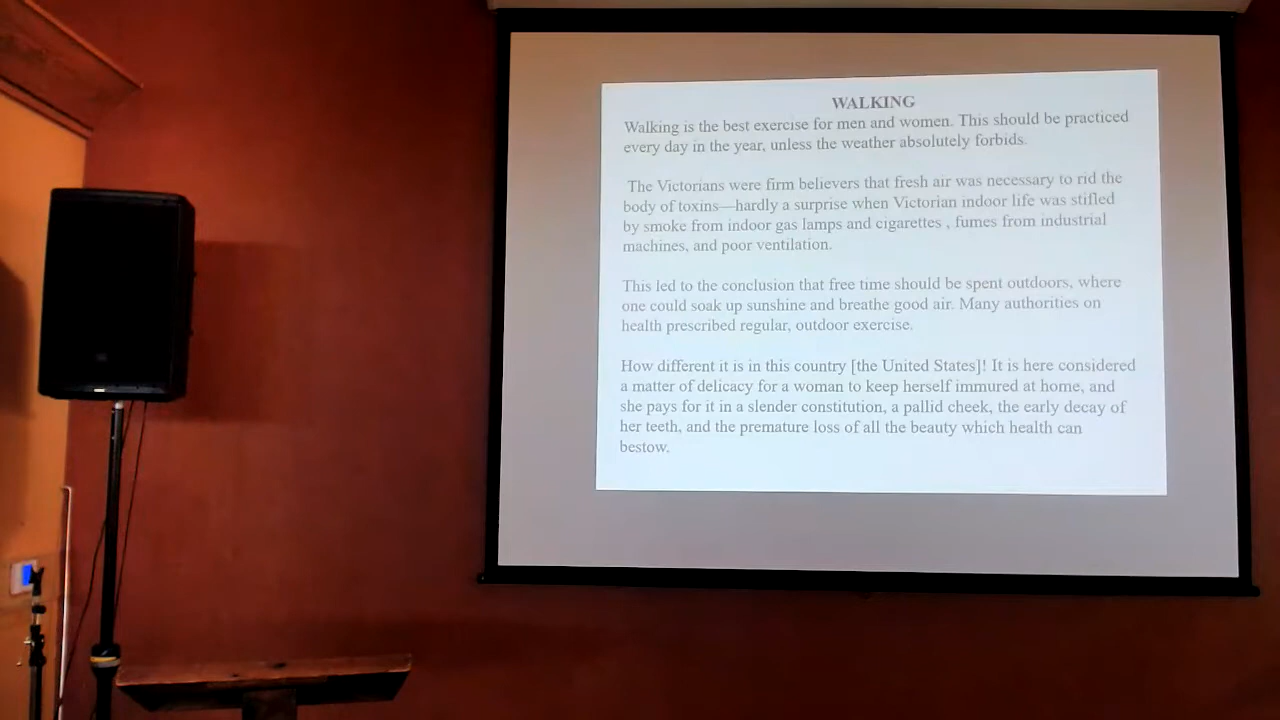 WALKING
Walking is the best exercise for men and women. This should be practiced
every day in the year, unless the weather absolutely forbids.
The Victorians were firm believers that fresh air was necessary to rid the
body of toxins—hardly a surprise when Victorian indoor life was stifled
by smoke from indoor gas lamps and cigarettes , fumes from industrial
machines, and poor ventilation.
This led to the conclusion that free time should be spent outdoors, where
one could soak up sunshine and breathe good air. Many authorities on
health prescribed regular, outdoor exercise.
How different it is in this country [the United States]! It is here considered
a matter of delicacy for a woman to keep herself immured at home, and
she pays for it in a slender constitution, a pallid cheek, the early decay of
her teeth, and the premature loss of all the beauty which health can
bestow.